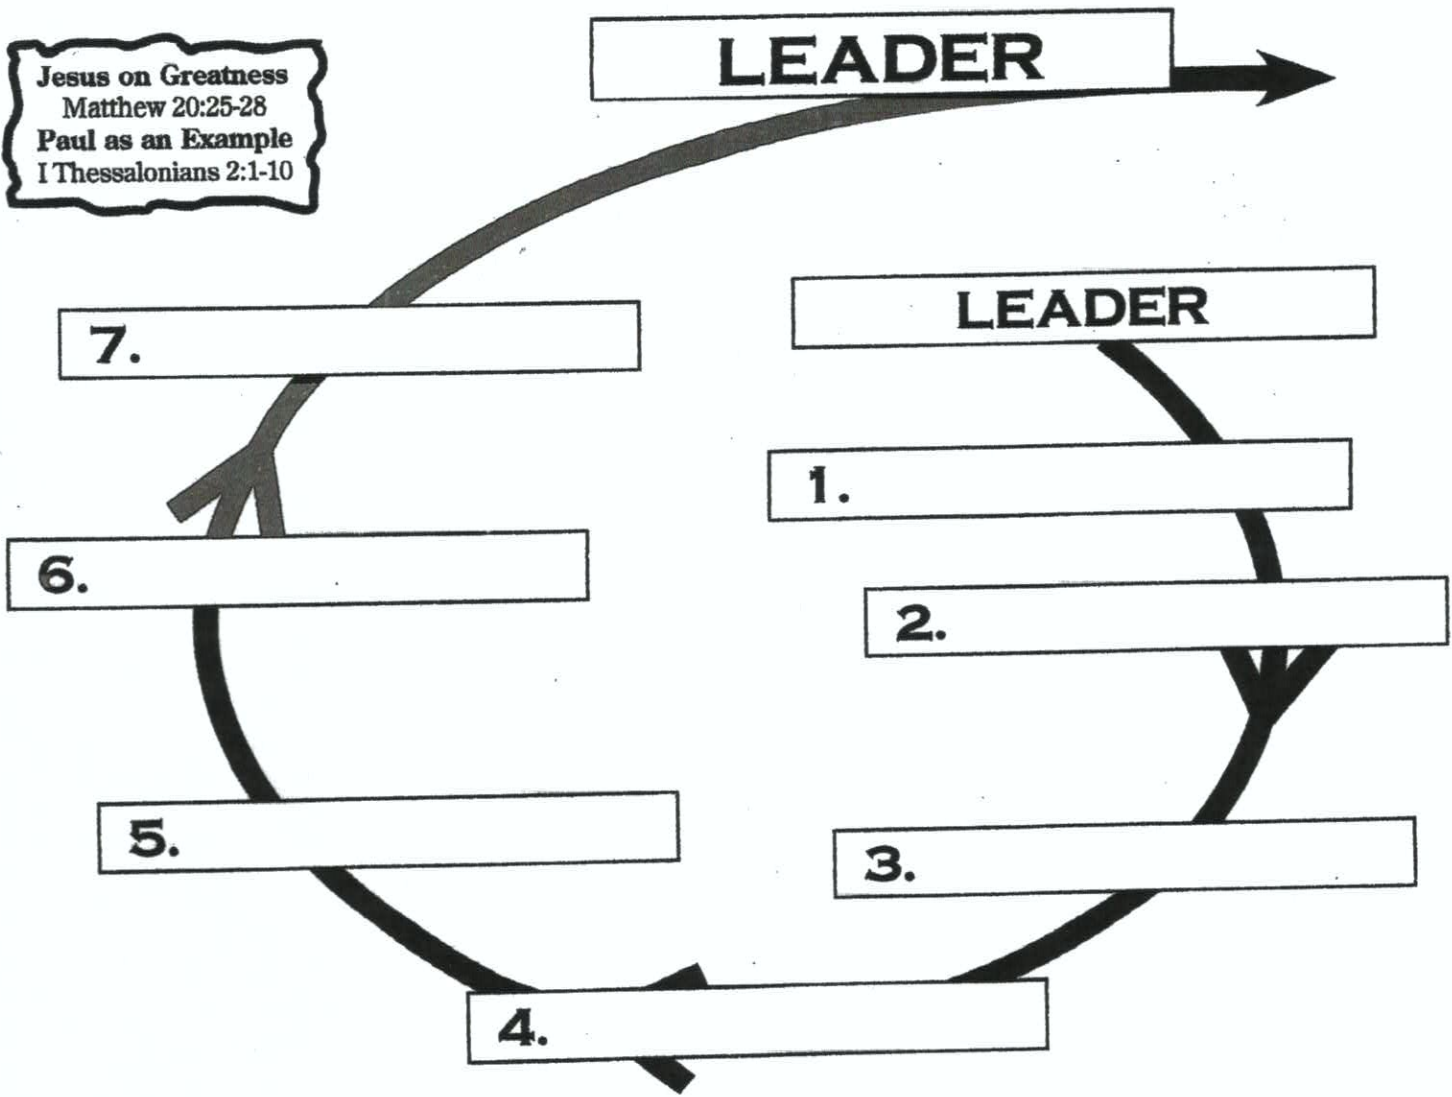 LEADER
Jesus on Greatness
Matthew 20:25-28
Paul as an Example
I Thessalonians 2:1-10
LEADER
7.
1.
6.
2.
5.
3.
4.